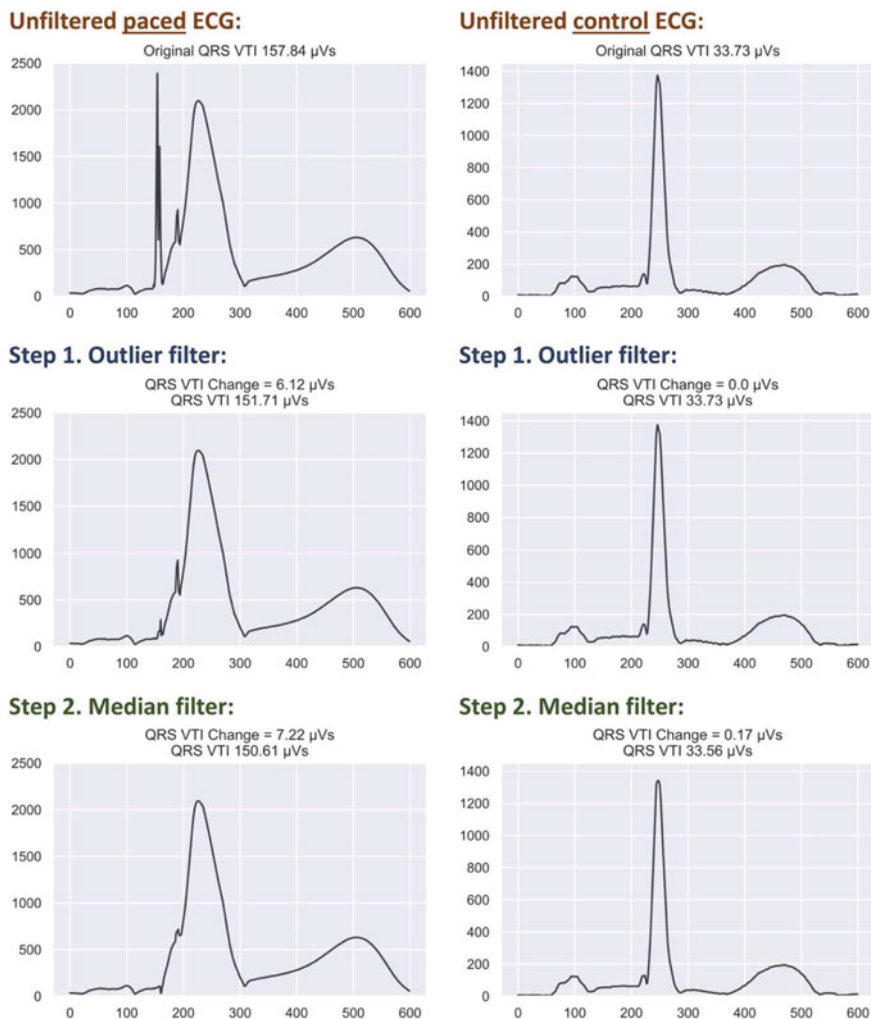 Unfiltered paced ECG:
Original QRS VTI 157.84 μVs
2500
2000
1500
1000
500
0
0 100 200 300 400 500 600
Unfiltered control ECG:
Original QRS VTI 33.73 μVs
1400
1200
1000
800
600
400
200
0
0 100 200 300 400 500 600
Step 1. Outlier filter:
QRS VTI Change = 6.12 μVs
QRS VTI 151.71 μVs
2500
2000
1500
1000
500
0
0 100 200 300 400 500 600
Step 1. Outlier filter:
QRS VTI Change = 0.0 μVs
QRS VTI 33.73 μVs
1400
1200
1000
800
600
400
200
0
0 100 200 300 400 500 600
Step 2. Median filter:
QRS VTI Change = 7.22 μVs
QRS VTI 150.61 μVs
2500
2000
1500
1000
500
0
0 100 200 300 400 500 600
Step 2. Median filter:
QRS VTI Change = 0.17 μVs
QRS VTI 33.56 μVs
1400
1200
1000
800
600
400
200
0
0 100 200 300 400 500 600